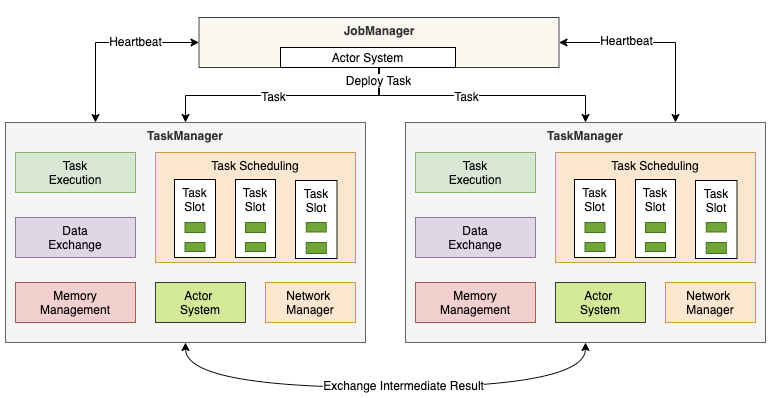 JobManager
Heartbeat
Heartbeat
Actor System
Deploy Task
Task
Task
TaskManager
Task
Execution
Task Scheduling
Task
Slot
Task
Slot
Task
Slot
Data
Exchange
Memory
Management
Actor
System
Network
Manager
TaskManager
Task
Execution
Task Scheduling
Task
Slot
Task
Slot
Task
Slot
Data
Exchange
Memory
Management
Actor
System
Network
Manager
Exchange Intermediate Result